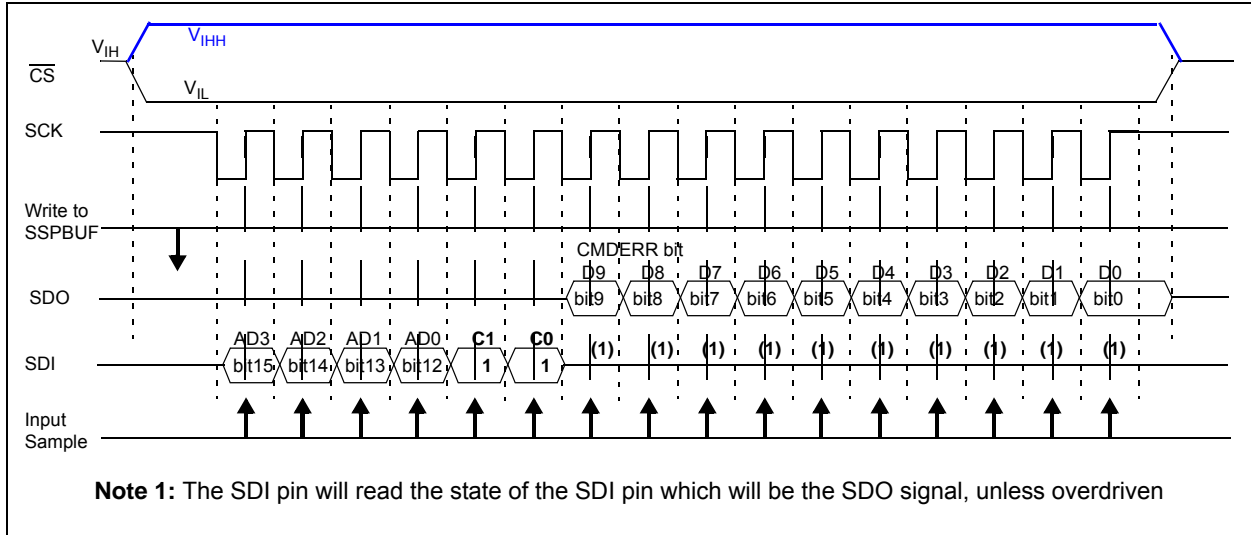 VIH
VIHH
CS
VIL
SCK
Write to
SSPBUF
CMDERR bit
D9 D8 D7 D6 D5 D4 D3 D2 D1 D0
SDO
bit9 bit8 bit7 bit6 bit5 bit4 bit3 bit2 bit1 bit0
AD3 AD2 AD1 AD0 C1 C0
(1) (1) (1) (1) (1) (1) (1) (1) (1) (1)
SDI
bit15 bit14 bit13 bit12 1 1
Input
Sample
Note 1: The SDI pin will read the state of the SDI pin which will be the SDO signal, unless overdriven